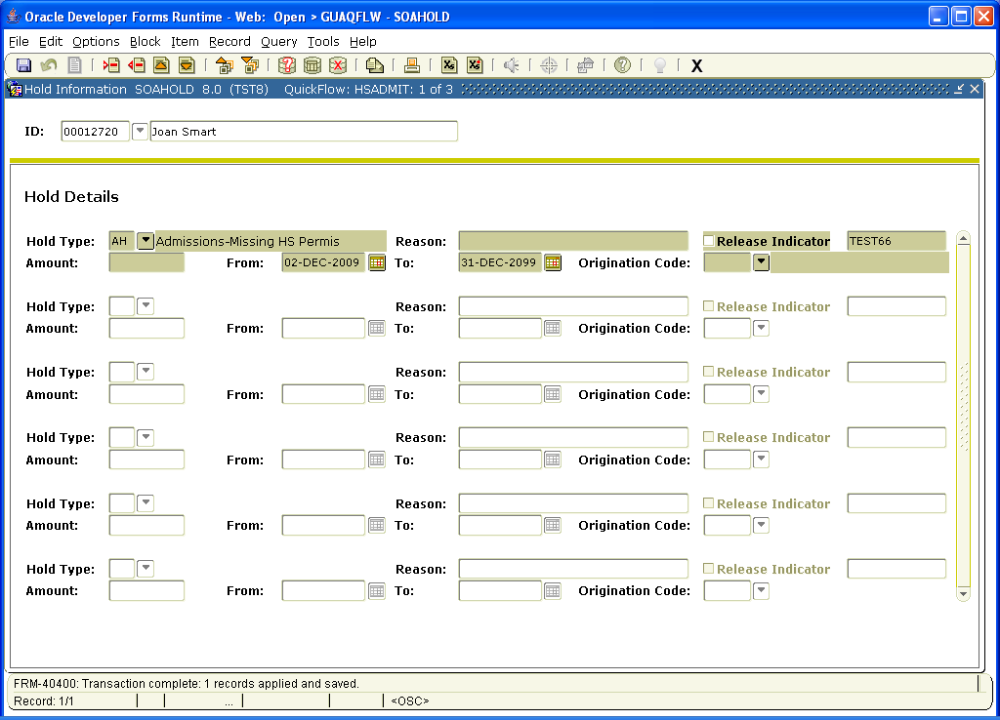 Oracle Developer Forms Runtime - Web: Open > GUAQFLW - SOAHOLD
File Edit Options Block Item Record Query Tools Help
X
Hold Information SOAHOLD 8.0 (TST8) QuickFlow: HSADMIT: 1 of 3
ID: 00012720 Joan Smart
Hold Details
Hold Type: AH Admissions-Missing HS Permis Reason: Release Indicator TEST66
Amount: From: 02-DEC-2009 To: 31-DEC-2099 Origination Code:
Hold Type: Reason: Release Indicator
Amount: From: To: Origination Code:
Hold Type: Reason: Release Indicator
Amount: From: To: Origination Code:
Hold Type: Reason: Release Indicator
Amount: From: To: Origination Code:
Hold Type: Reason: Release Indicator
Amount: From: To: Origination Code:
Hold Type: Reason: Release Indicator
Amount: From: To: Origination Code:
FRM-40400: Transaction complete: 1 records applied and saved.
Record: 1/1 ... <OSC>